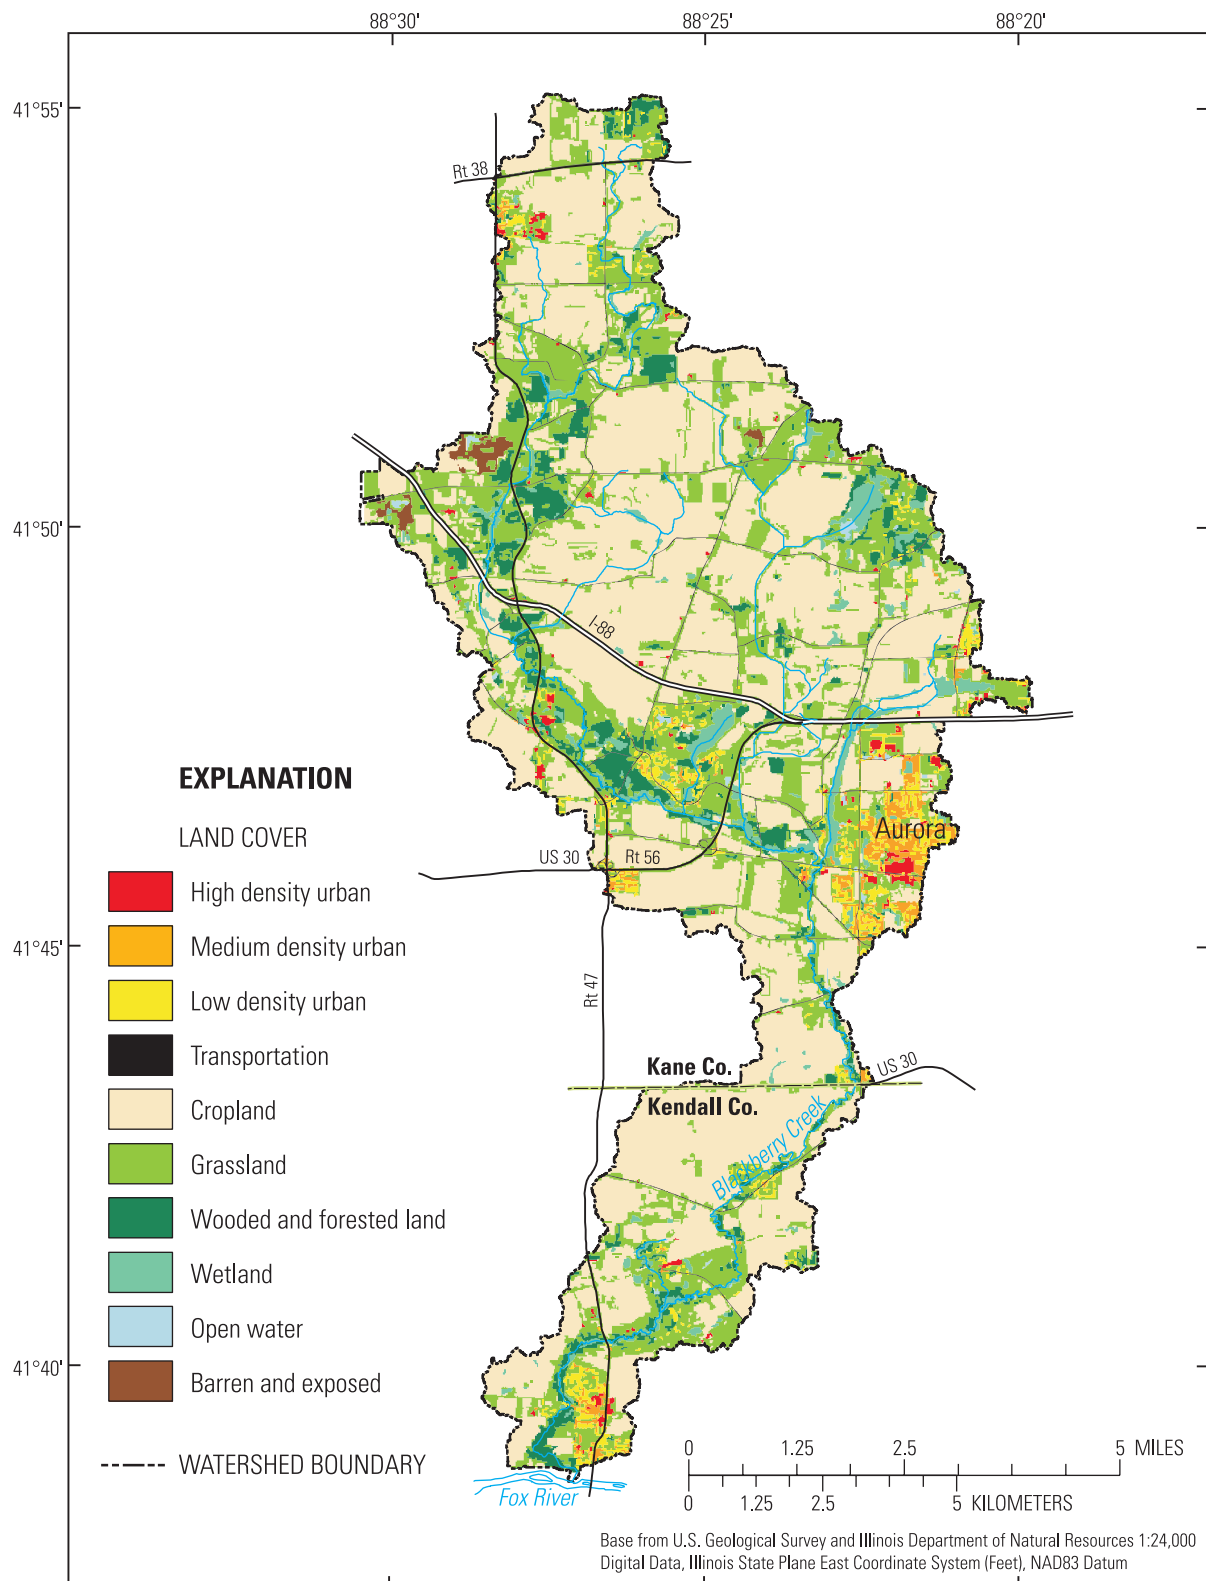 88°30'
88°25'
88°20'
41°55'
Rt 38
41°50'
I-88
EXPLANATION
LAND COVER
Aurora
US 30
Rt 56
High density urban
Medium density urban
41°45'
Rt 47
Low density urban
Transportation
Kane Co.
US 30
Kendall Co.
Cropland
Blackberry Creek
Grassland
Wooded and forested land
Wetland
Open water
41°40'
Barren and exposed
WATERSHED BOUNDARY
0 1.25 2.5 5 MILES
0 1.25 2.5 5 KILOMETERS
Fox River
Base from U.S. Geological Survey and Illinois Department of Natural Resources 1:24,000
Digital Data, Illinois State Plane East Coordinate System (Feet), NAD83 Datum